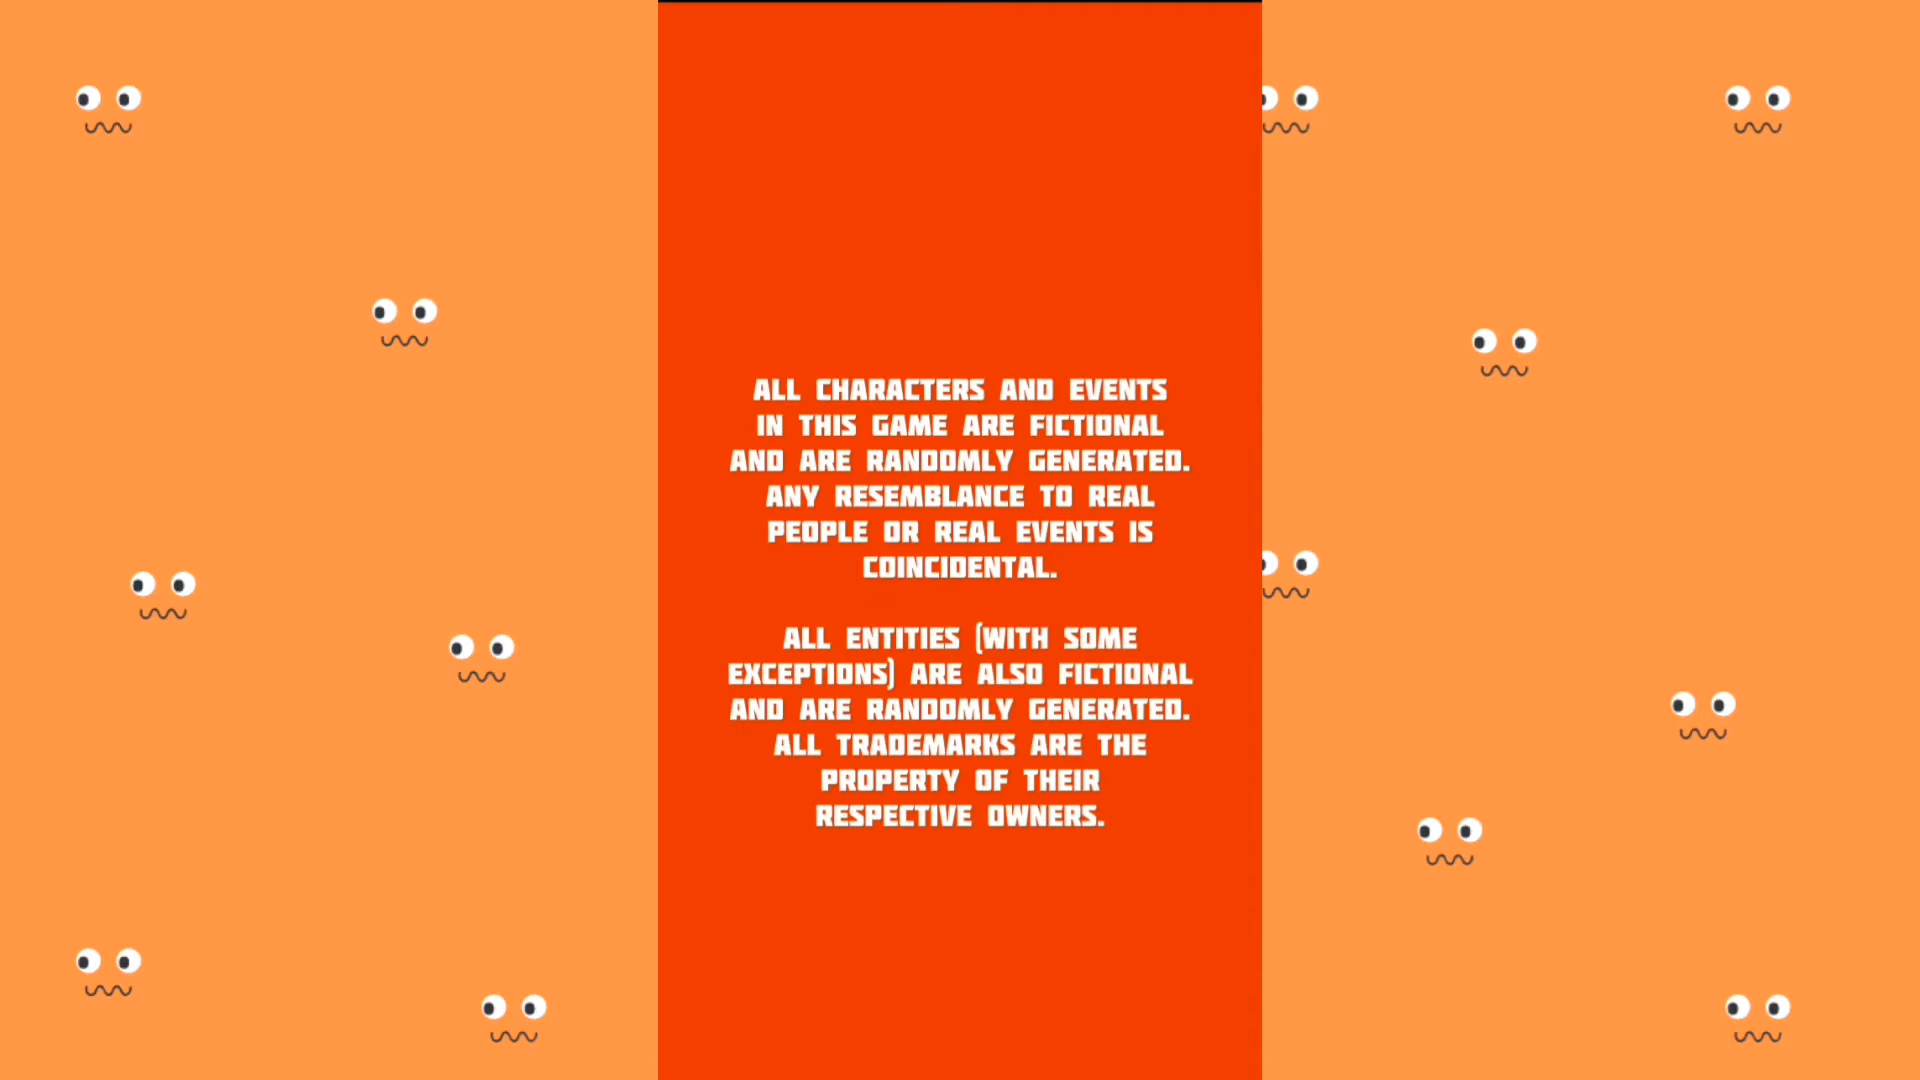 ALL CHARACTERS AND EVENTS
IN THIS GAME ARE FICTIONAL
AND ARE RANDOMLY GENERATED.
ANY RESEMBLANCE TO REAL
PEOPLE OR REAL EVENTS IS
COINCIDENTAL.
ALL ENTITIES (WITH SOME
EXCEPTIONS) ARE ALSO FICTIONAL
AND ARE RANDOMLY GENERATED.
ALL TRADEMARKS ARE THE
PROPERTY OF THEIR
RESPECTIVE OWNERS.